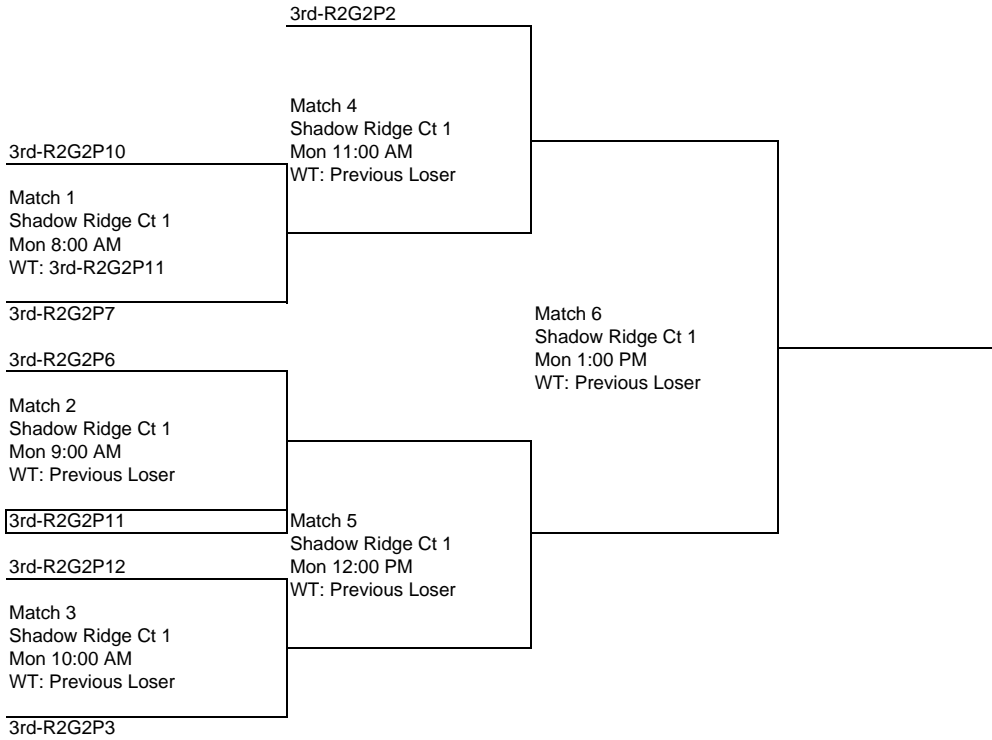 3rd-R2G2P2
Match 4
Shadow Ridge Ct 1
Mon 11:00 AM
WT: Previous Loser
3rd-R2G2P10
Match 1
Shadow Ridge Ct 1
Mon 8:00 AM
WT: 3rd-R2G2P11
3rd-R2G2P7
Match 6
Shadow Ridge Ct 1
Mon 1:00 PM
WT: Previous Loser
3rd-R2G2P6
Match 2
Shadow Ridge Ct 1
Mon 9:00 AM
WT: Previous Loser
3rd-R2G2P11
Match 5
Shadow Ridge Ct 1
Mon 12:00 PM
WT: Previous Loser
3rd-R2G2P12
Match 3
Shadow Ridge Ct 1
Mon 10:00 AM
WT: Previous Loser
3rd-R2G2P3